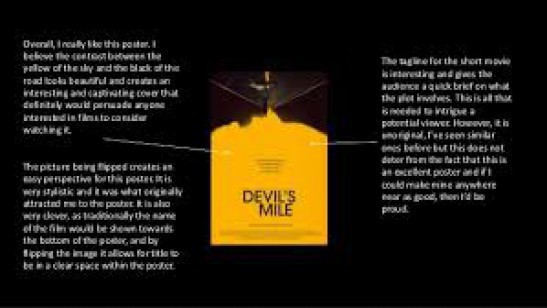 Overall, I really like this poster. I
believe the contrast between the
yellow of the sky and the black of the
road looks beautiful and creates an
interesting and captivating cover that
definitely would persuade anyone
interested in films to consider
watching it.
The picture being flipped creates an
easy perspective for this poster. It is
very stylistic and it was what originally
attracted me to the poster. It is also
very clever, as traditionally the name
of the film would be shown towards
the bottom of the poster, and by
flipping the image it allows for title to
be in a clear space within the poster.
DEVIL'S
MILE
The tagline for the short movie
is interesting and gives the
audience a quick brief on what
the plot involves. This is all that
is needed to intrigue a
potential viewer. However, it is
unoriginal, I've seen similar
ones before but this does not
deter from the fact that this is
an excellent poster and if I
could make mine anywhere
near as good, then I'd be
proud.